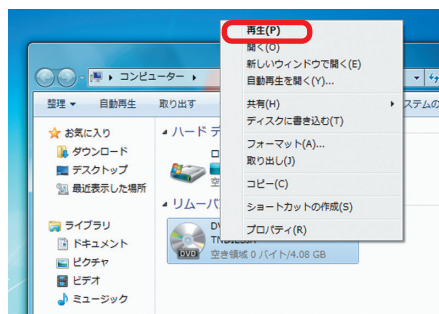 再生(P)
開く(O)
新しいウィンドウで開く(E)
自動再生を開く(Y)...
共有(H)
ディスクに書き込む(T)
フォーマット(A)...
取り出し(J)
コピー(C)
ショートカットの作成(S)
プロパティ(R)
コンピューター
整理 自動再生 取り出す ステムの
お気に入り
ダウンロード
デスクトップ
最近表示した場所
ライブラリ
ドキュメント
ピクチャ
ビデオ
ミュージック
ハード デ
ロ
空
リムーバ
DV
DVD
空き領域 0 バイト/4.08 GB